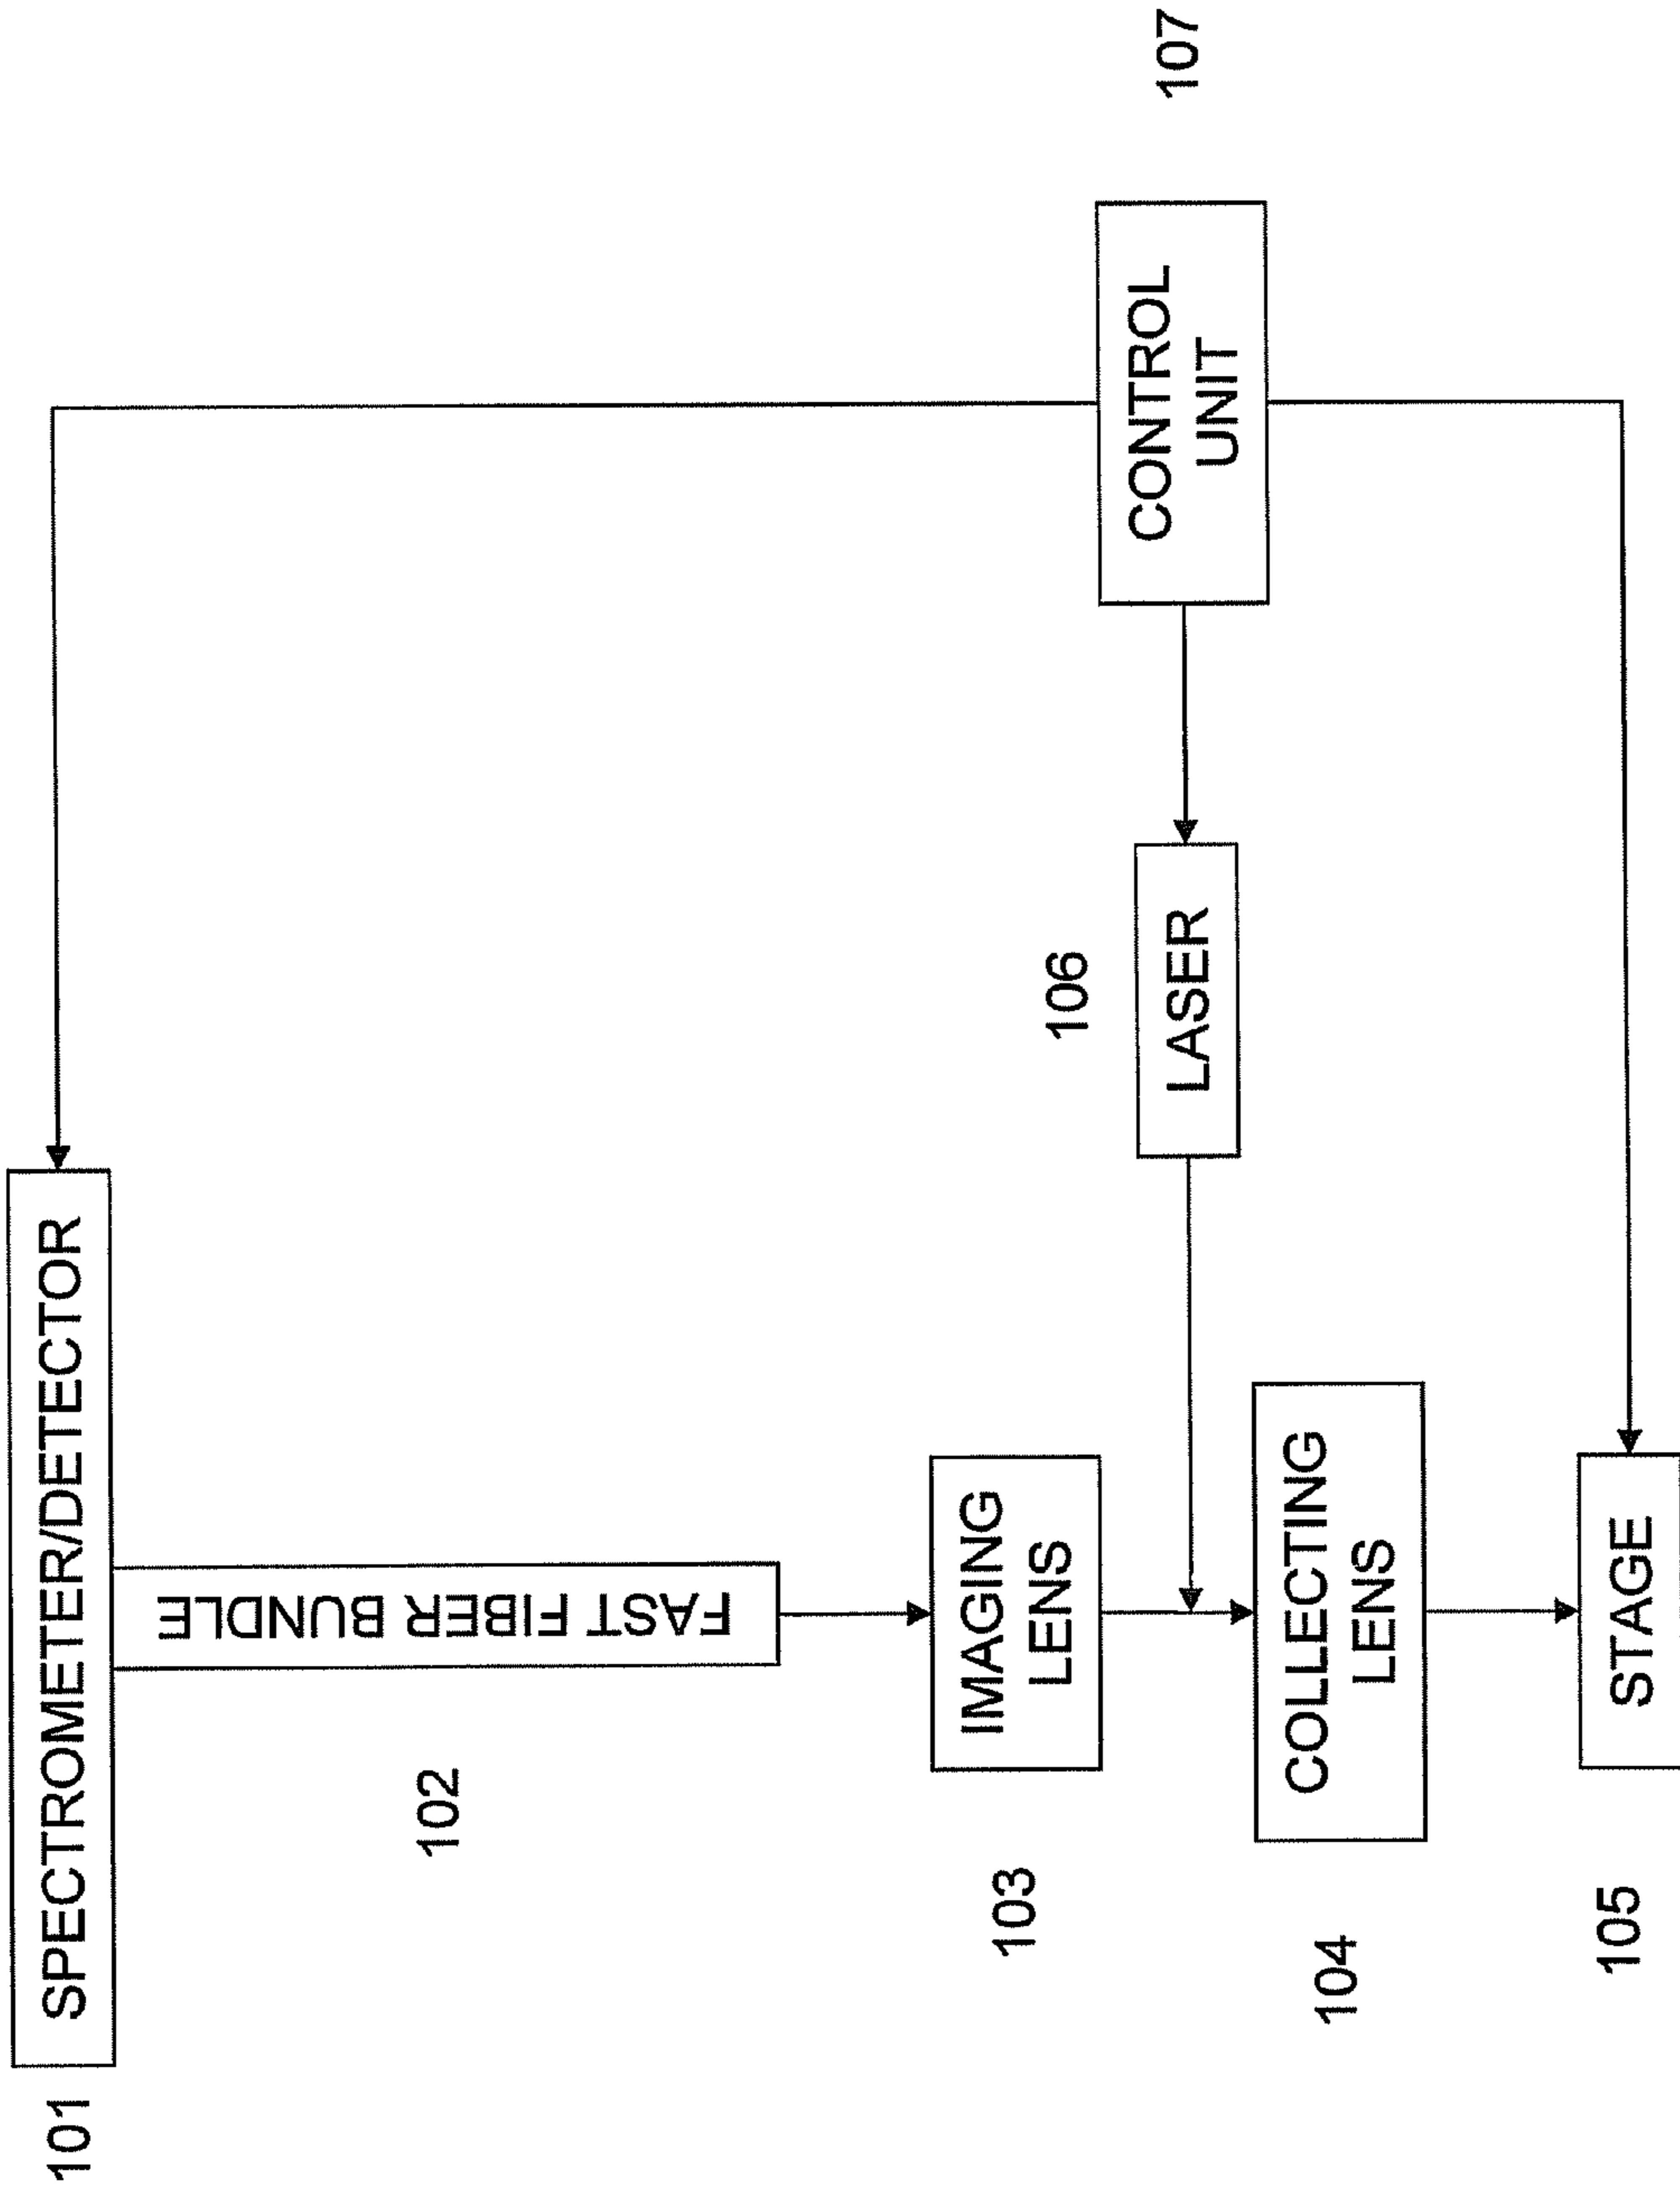 101
SPECTROMETER/DETECTOR
FAST FIBER BUNDLE
102
103
IMAGING
LENS
106
LASER
CONTROL
UNIT
107
104
COLLECTING
LENS
105
STAGE